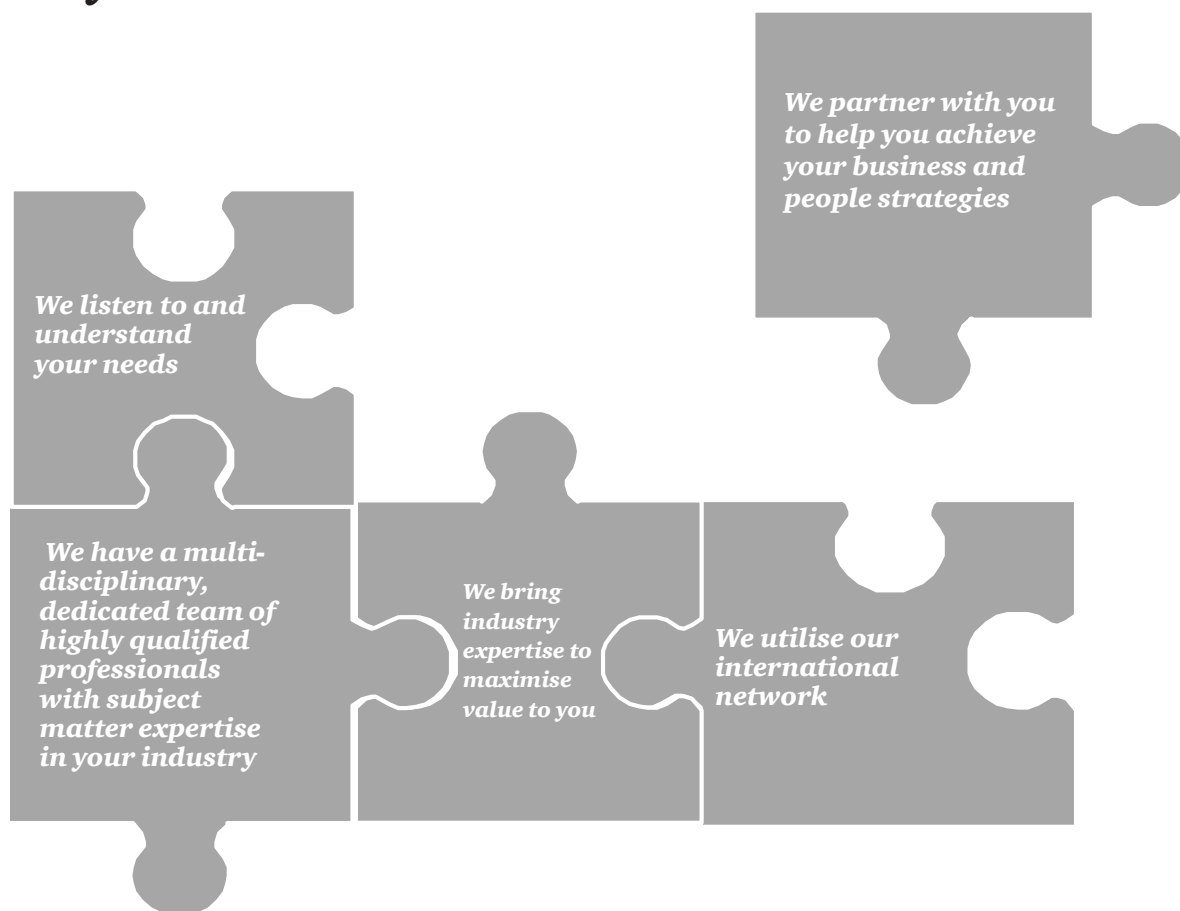 We partner with you
to help you achieve
your business and
people strategies
We listen to and
understand
your needs
We have a multi-
disciplinary,
dedicated team of
highly qualified
professionals
with subject
matter expertise
in your industry
We bring
industry
expertise to
maximise
value to you
We utilise our
international
network